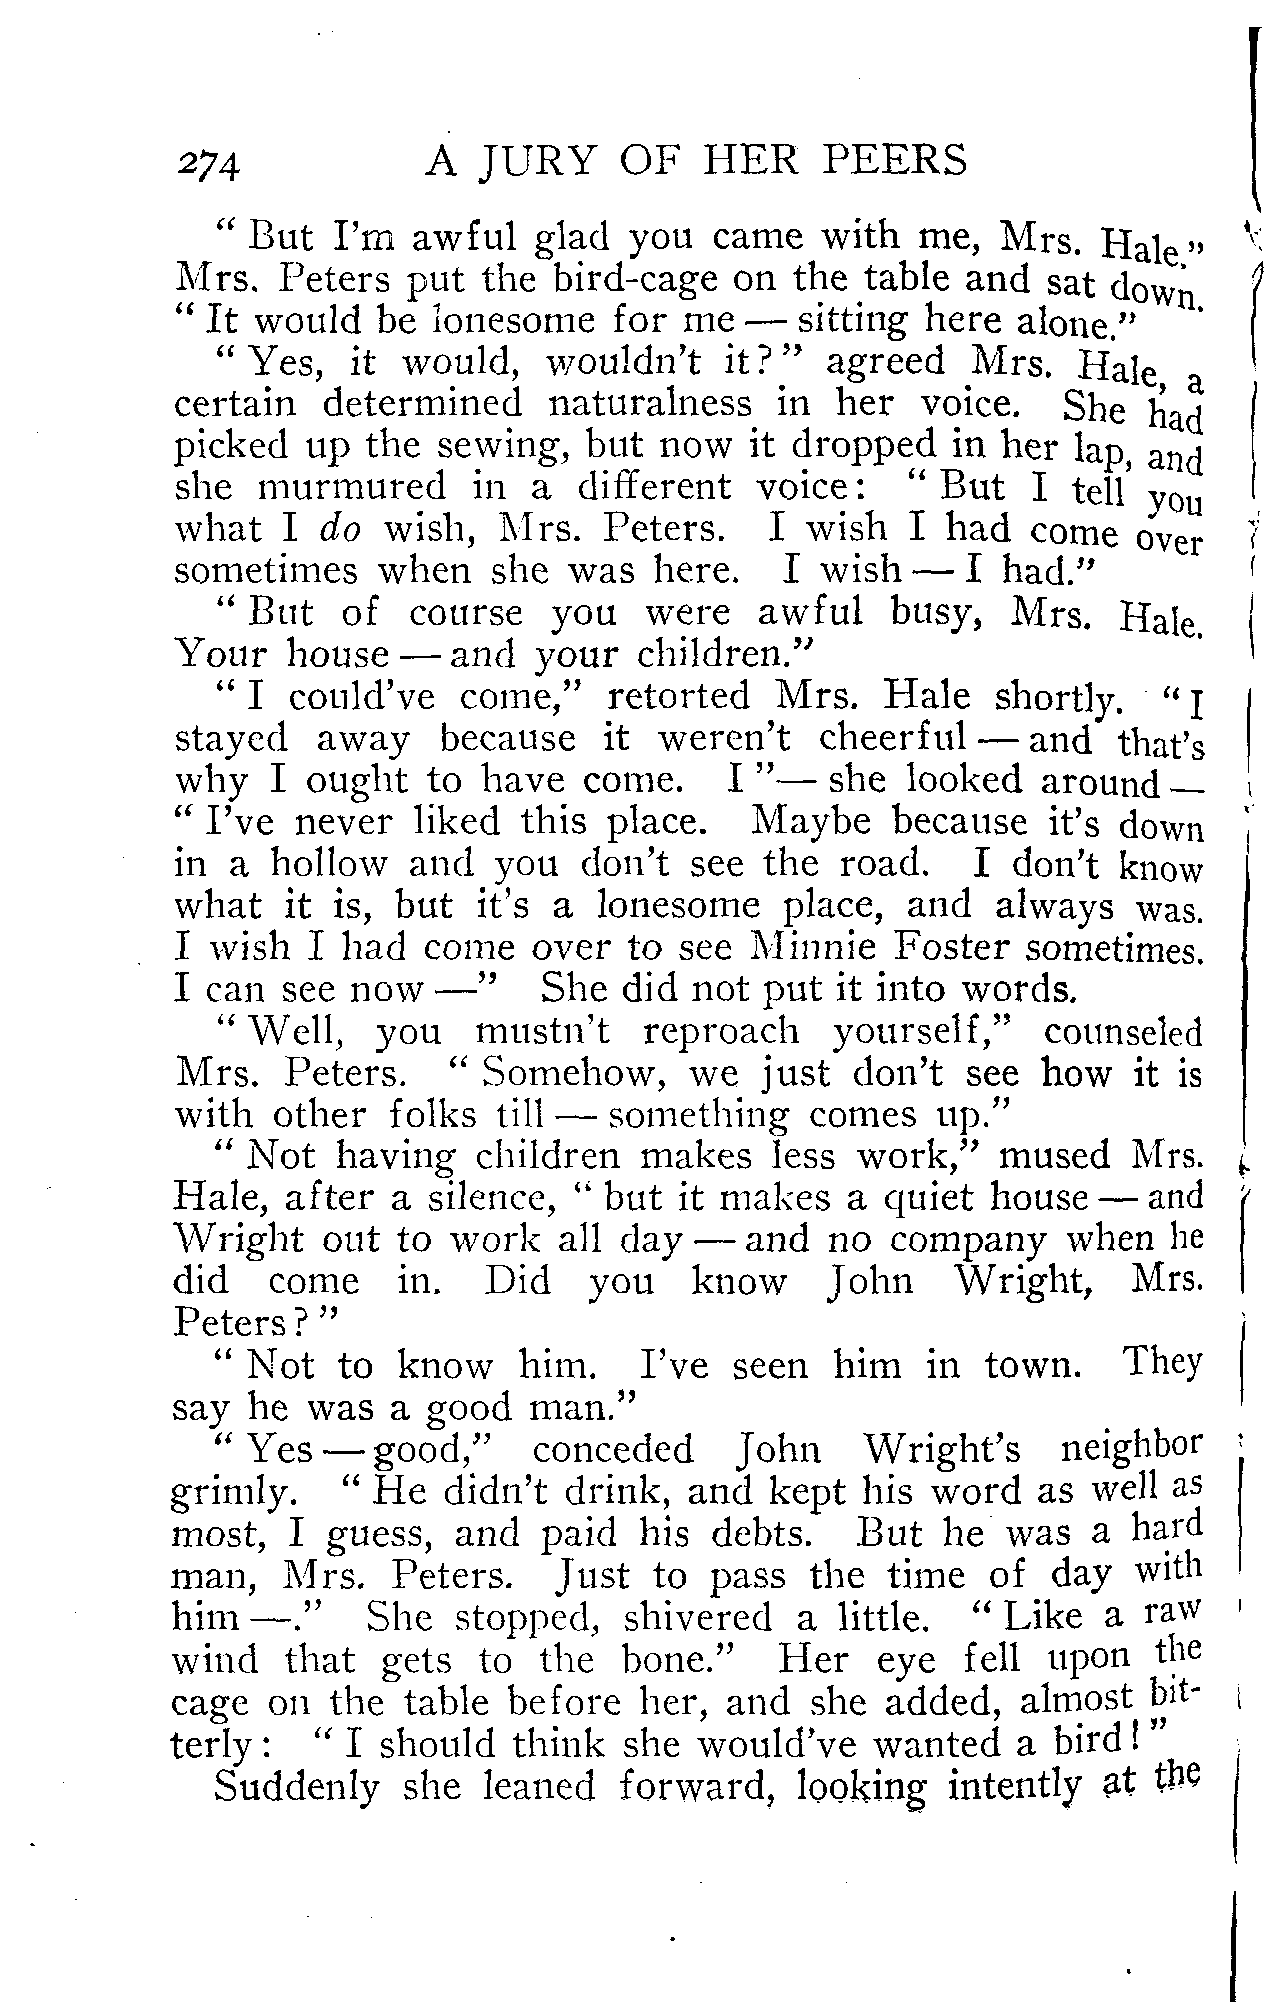 274 A JURY OF HER PEERS
" But I'm awful glad you came with me, Mrs. Hale."
Mrs. Peters put the bird-cage on the table and sat down.
" It would be lonesome for me — sitting here alone."
" Yes, it would, wouldn't it? " agreed Mrs. Hale, a
certain determined naturalness in her voice. She had
picked up the sewing, but now it dropped in her lap, and
she murmured in a different voice: " But I tell you
what I do wish, Mrs. Peters. I wish I had come over
sometimes when she was here. I wish — I had."
" But of course you were awful busy, Mrs. Hale.
Your house — and your children."
" I could've come," retorted Mrs. Hale shortly. " I
stayed away because it weren't cheerful — and that's
why I ought to have come. I "— she looked around —
" I've never liked this place. Maybe because it's down
in a hollow and you don't see the road. I don't know
what it is, but it's a lonesome place, and always was.
I wish I had come over to see Minnie Foster sometimes.
I can see now —" She did not put it into words.
" Well, you mustn't reproach yourself," counseled
Mrs. Peters. " Somehow, we just don't see how it is
with other folks till — something comes up."
" Not having children makes less work," mused Mrs.
Hale, after a silence, " but it makes a quiet house — and
Wright out to work all day — and no company when he
did come in. Did you know John Wright, Mrs.
Peters? "
" Not to know him. I've seen him in town. They
say he was a good man."
" Yes — good," conceded John Wright's neighbor
grimly. " He didn't drink, and kept his word as well as
most, I guess, and paid his debts. But he was a hard
man, Mrs. Peters. Just to pass the time of day with
him —." She stopped, shivered a little. " Like a raw
wind that gets to the bone." Her eye fell upon the
cage on the table before her, and she added, almost bit-
terly: " I should think she would've wanted a bird! "
Suddenly she leaned forward, looking intently at the